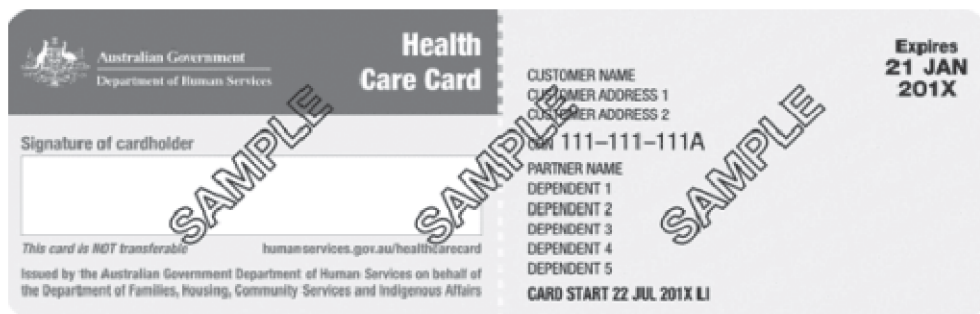 Australian Government
Department of Human Services
Health
Care Card
Signature of cardholder
This card is NOT transferable
humanservices.gov.au/healthcarecard
Issued by the Australian Government Department of Human Services on behalf of
the Department of Families, Housing, Community Services and Indigenous Affairs
SAMPLE
SAMPLE
SAMPLE
CUSTOMER NAME
CUSTOMER ADDRESS 1
CUSTOMER ADDRESS 2
CRN 111–111–111A
PARTNER NAME
DEPENDENT 1
DEPENDENT 2
DEPENDENT 3
DEPENDENT 4
DEPENDENT 5
CARD START 22 JUL 201X LI
Expires
21 JAN
201X